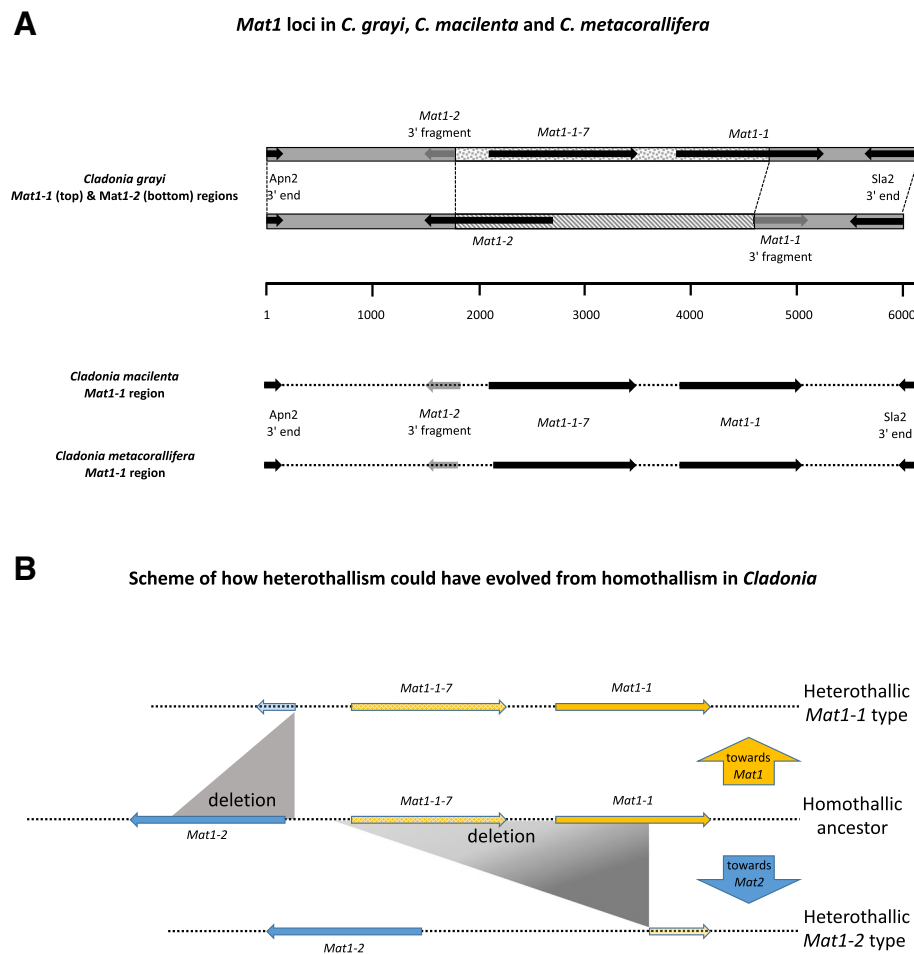 A
Mat1 loci in C. grayi, C. macilenta and C. metacorallifera
Mat1-2
3' fragment
Mat1-1-7
Mat1-1
Cladonia grayi
Mat1-1 (top) & Mat1-2 (bottom) regions
Apn2
3' end
Sla2
3' end
Mat1-2
Mat1-1
3' fragment
1
1000
2000
3000
4000
5000
6000
Cladonia macilenta
Mat1-1 region
Apn2
3' end
Mat1-2
3' fragment
Mat1-1-7
Mat1-1
Sla2
3' end
Cladonia metacorallifera
Mat1-1 region
B
Scheme of how heterothallism could have evolved from homothallism in Cladonia
Mat1-1-7
Mat1-1
Heterothallic
Mat1-1 type
towards
Mat1
deletion
Mat1-1-7
Mat1-1
Homothallic
ancestor
Mat1-2
deletion
towards
Mat2
Heterothallic
Mat1-2 type
Mat1-2